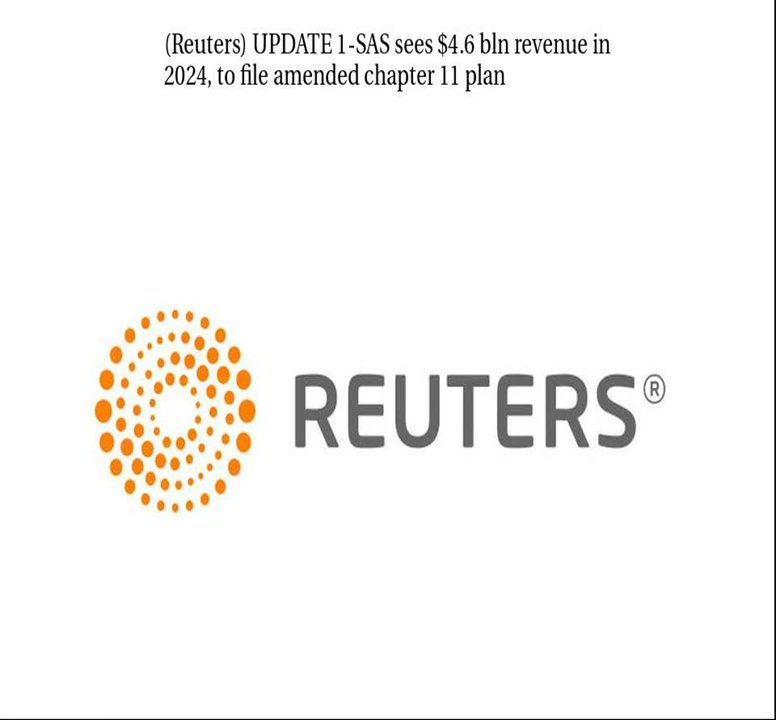 (Reuters) UPDATE 1-SAS sees $4.6 bln revenue in
2024, to file amended chapter 11 plan
REUTERS®